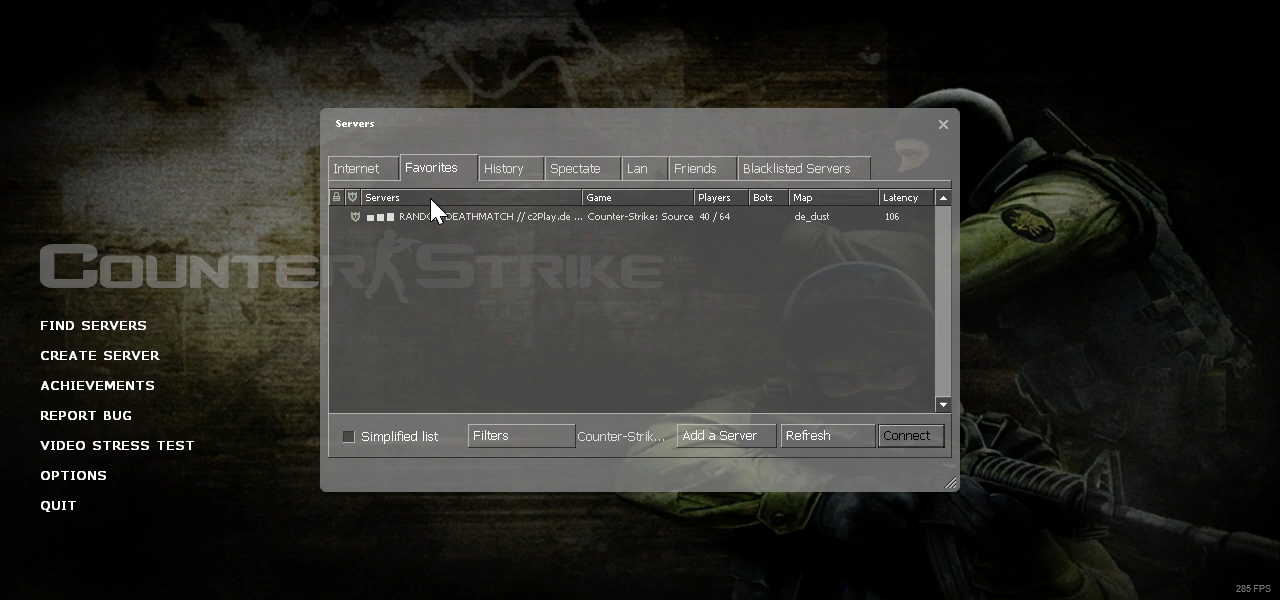 Servers
Internet Favorites History Spectate Lan Friends Blacklisted Servers
Servers Game Players Bots Map Latency
DEATHMATCH // c2Play.de ... Counter-Strike: Source 40 / 64 de_dust 106
COUNTER STRIKE™
SOURCE
FIND SERVERS
CREATE SERVER
ACHIEVEMENTS
REPORT BUG
VIDEO STRESS TEST
OPTIONS
QUIT
Simplified list Filters Counter-Strik... Add a Server Refresh Connect
285 FPS